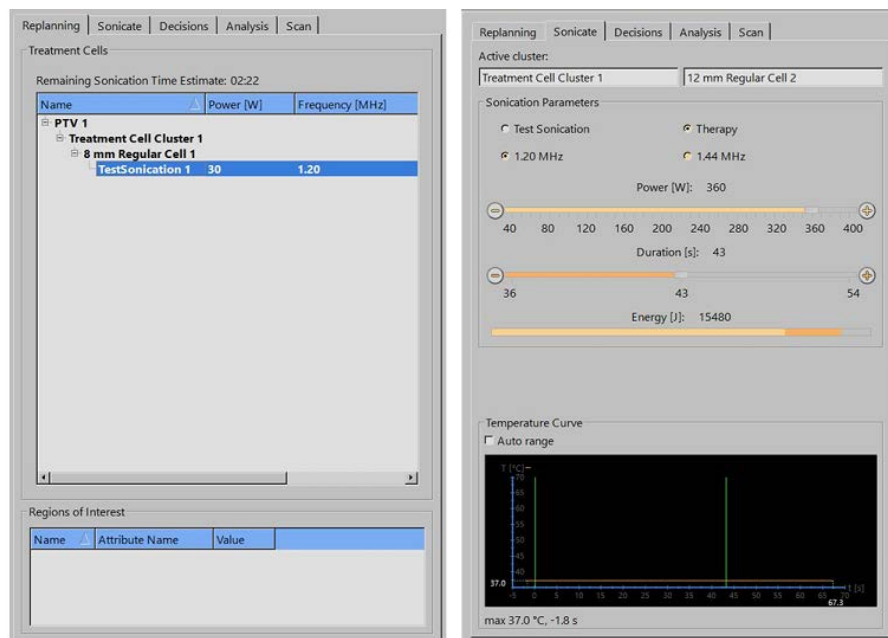 Replanning Sonicate Decisions Analysis Scan
Treatment Cells
Remaining Sonication Time Estimate: 02:22
Name Power [W] Frequency [MHz]
PTV 1
Treatment Cell Cluster 1
8 mm Regular Cell 1
TestSonication 1 30 1.20
Regions of Interest
Name Attribute Name Value
Replanning Sonicate Decisions Analysis Scan
Active cluster:
Treatment Cell Cluster 1 12 mm Regular Cell 2
Sonication Parameters
Test Sonication Therapy
1.20 MHz 1.44 MHz
Power [W]: 360
40 80 120 160 200 240 280 320 360 400
Duration [s]: 43
36 43 54
Energy [J]: 15480
Temperature Curve
Auto range
T [°C]
70
65
60
55
50
45
40
37.0
-5 0 5 10 15 20 25 30 35 40 45 50 55 60 65 70 t [s]
67.3
max 37.0 °C, -1.8 s